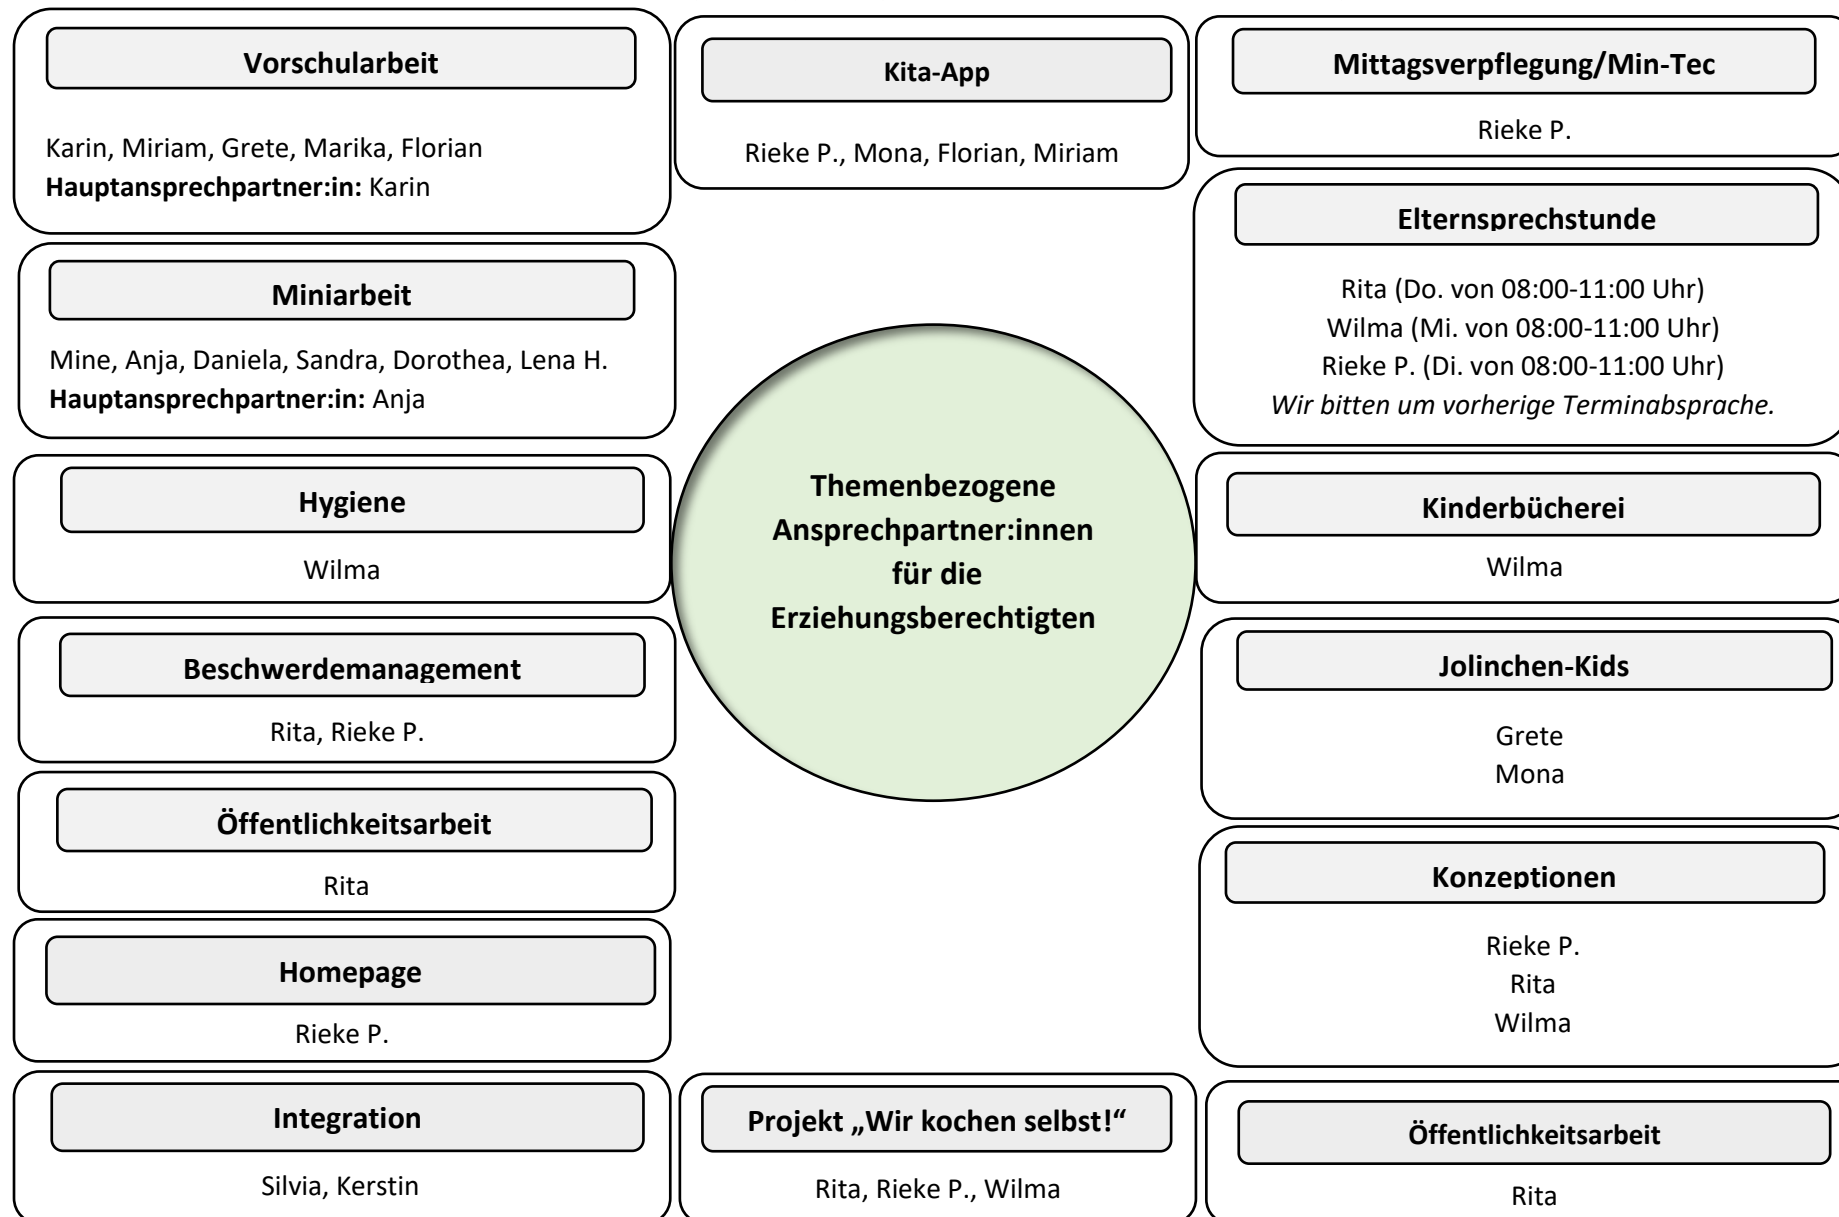 Vorschularbeit
Karin, Miriam, Grete, Marika, Florian
Hauptansprechpartner:in: Karin
Kita-App
Rieke P., Mona, Florian, Miriam
Mittagsverpflegung/Min-Tec
Rieke P.
Elternsprechstunde
Rita (Do. von 08:00-11:00 Uhr)
Wilma (Mi. von 08:00-11:00 Uhr)
Rieke P. (Di. von 08:00-11:00 Uhr)
Wir bitten um vorherige Terminabsprache.
Miniarbeit
Mine, Anja, Daniela, Sandra, Dorothea, Lena H.
Hauptansprechpartner:in: Anja
Themenbezogene
Ansprechpartner:innen
für die
Erziehungsberechtigten
Hygiene
Wilma
Kinderbücherei
Wilma
Beschwerdemanagement
Rita, Rieke P.
Jolinchen-Kids
Grete
Mona
Öffentlichkeitsarbeit
Rita
Konzeptionen
Rieke P.
Rita
Wilma
Homepage
Rieke P.
Integration
Silvia, Kerstin
Projekt „Wir kochen selbst!“
Rita, Rieke P., Wilma
Öffentlichkeitsarbeit
Rita